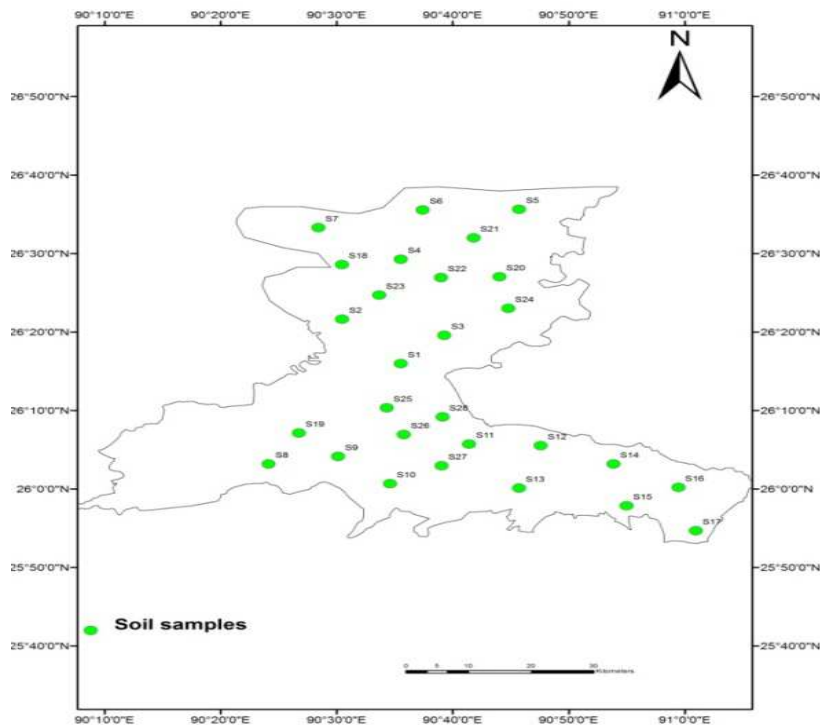 90°10'0"E 90°20'0"E 90°30'0"E 90°40'0"E 90°50'0"E 91°0'0"E
N
26°50'0"N 26°50'0"N
26°40'0"N 26°40'0"N
S6 S5
S7
S21
26°30'0"N 26°30'0"N
S18 S4
S22 S20
S23
S24
S2
26°20'0"N S3 26°20'0"N
S1
S25
26°10'0"N S28 26°10'0"N
S19 S26
S11 S12
S8 S9 S27 S14
S10 S13 S16
26°0'0"N 26°0'0"N
S15
S17
25°50'0"N 25°50'0"N
Soil samples
25°40'0"N 25°40'0"N
0 5 10 20 30
Kilometers
90°10'0"E 90°20'0"E 90°30'0"E 90°40'0"E 90°50'0"E 91°0'0"E